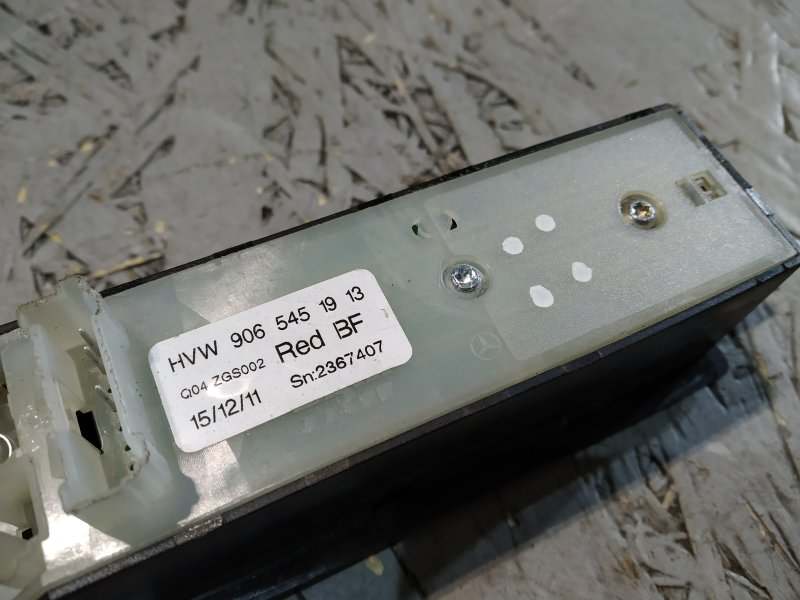 HVW 906 545 19 13
Q04 ZGS002 Red BF
15/12/11 Sn:2367407